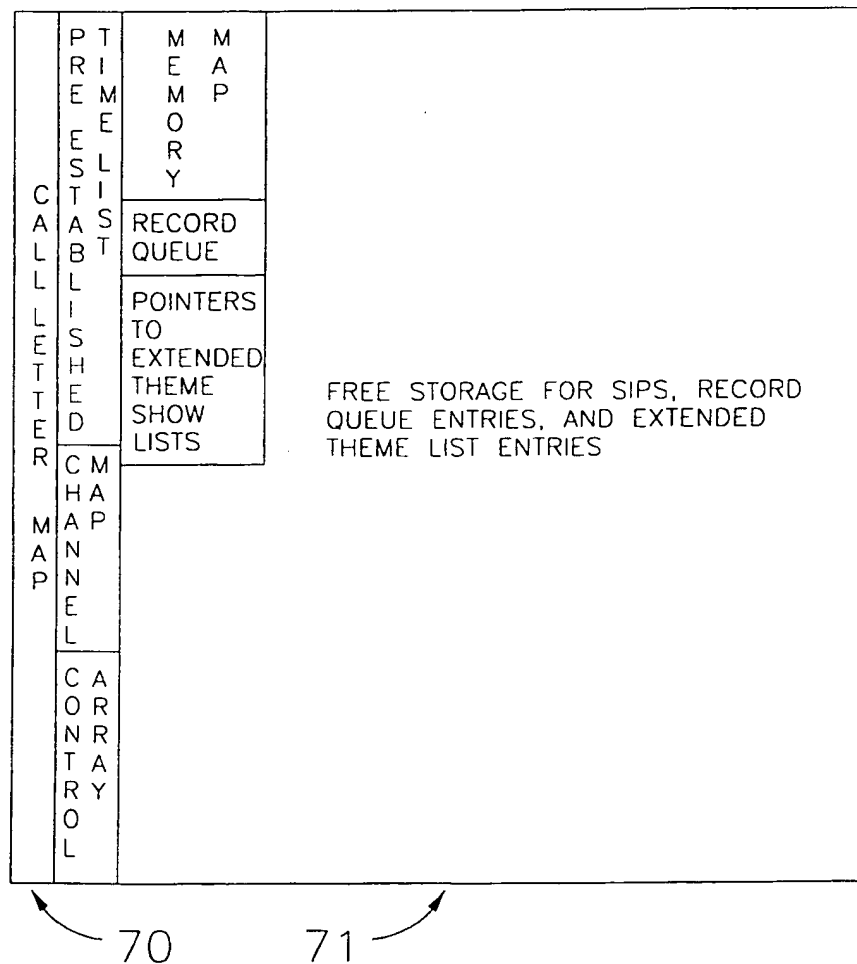 CALL LETTER MAP
PRE ESTABLISHED
TIME LIST
CHANNEL
MAP
CONTROL
ARRAY
MEMORY
MAP
RECORD
QUEUE
POINTERS
TO
EXTENDED
THEME
SHOW
LISTS
FREE STORAGE FOR SIPS, RECORD
QUEUE ENTRIES, AND EXTENDED
THEME LIST ENTRIES
70
71